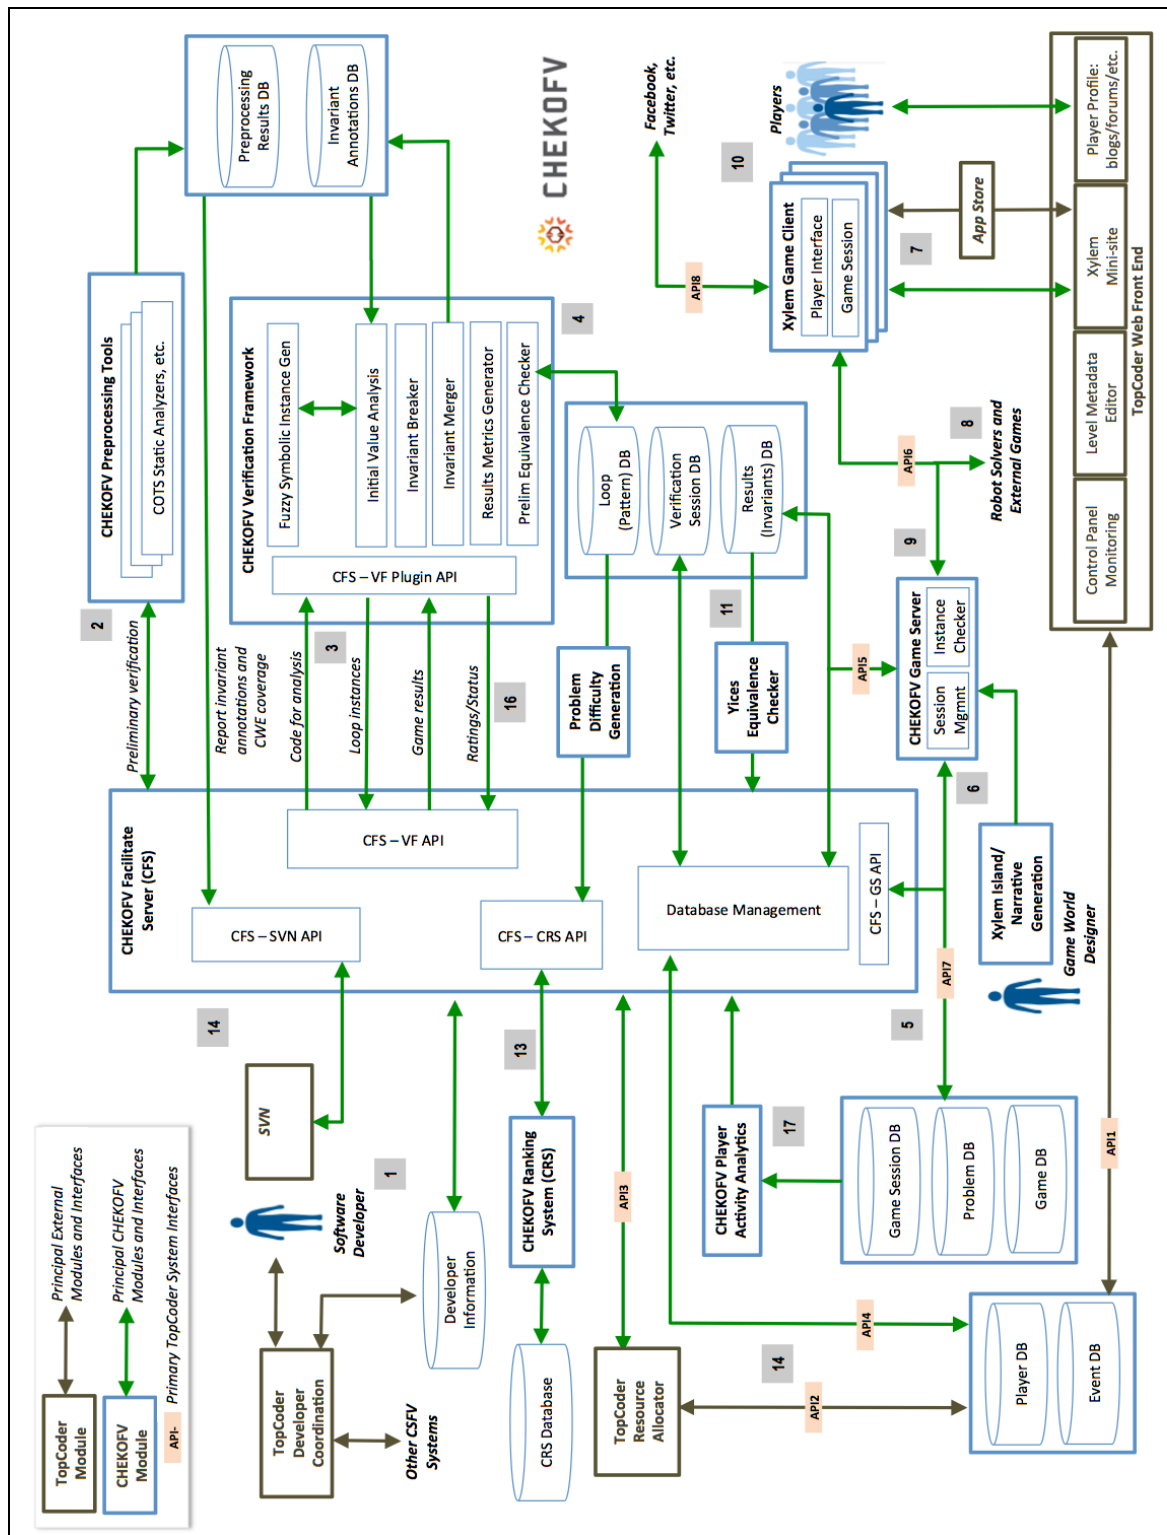 TopCoder
Module
Principal External
Modules and Interfaces
CHEKOFV
Module
Principal CHEKOFV
Modules and Interfaces
API-
Primary TopCoder System Interfaces
TopCoder
Developer
Coordination
Other CSFV
Systems
Software
Developer
1
SVN
14
Developer
Information
CRS Database
CHEKOFV Ranking
System (CRS)
13
TopCoder
Resource
Allocator
API3
API2
14
API4
Player DB
Event DB
API1
CHEKOFV Player
Activity Analytics
17
Game Session DB
Problem DB
Game DB
5
API7
Game World
Designer
Xylem Island/
Narrative
Generation
6
CHEKOFV Facilitate
Server (CFS)
CFS – SVN API
CFS – VF API
CFS – CRS API
Database Management
CFS – GS API
2
Preliminary verification
Report invariant
annotations and
CWE coverage
Code for analysis
3
Loop instances
Game results
Ratings/Status
16
CHEKOFV Preprocessing Tools
COTS Static Analyzers, etc.
Preprocessing
Results DB
Invariant
Annotations DB
CHEKOFV
CHEKOFV Verification Framework
CFS – VF Plugin API
Fuzzy Symbolic Instance Gen
Initial Value Analysis
Invariant Breaker
Invariant Merger
Results Metrics Generator
Prelim Equivalence Checker
4
Problem
Difficulty
Generation
Loop
(Pattern) DB
Verification
Session DB
Results
(Invariants) DB
11
Yices
Equivalence
Checker
API5
CHEKOFV Game Server
Session
Mgmnt
Instance
Checker
9
API6
8
Robot Solvers and
External Games
Xylem Game Client
Player Interface
Game Session
API8
Facebook,
Twitter, etc.
10
Players
7
App Store
Control Panel
Monitoring
Level Metadata
Editor
Xylem
Mini-site
Player Profile:
blogs/forums/etc.
TopCoder Web Front End